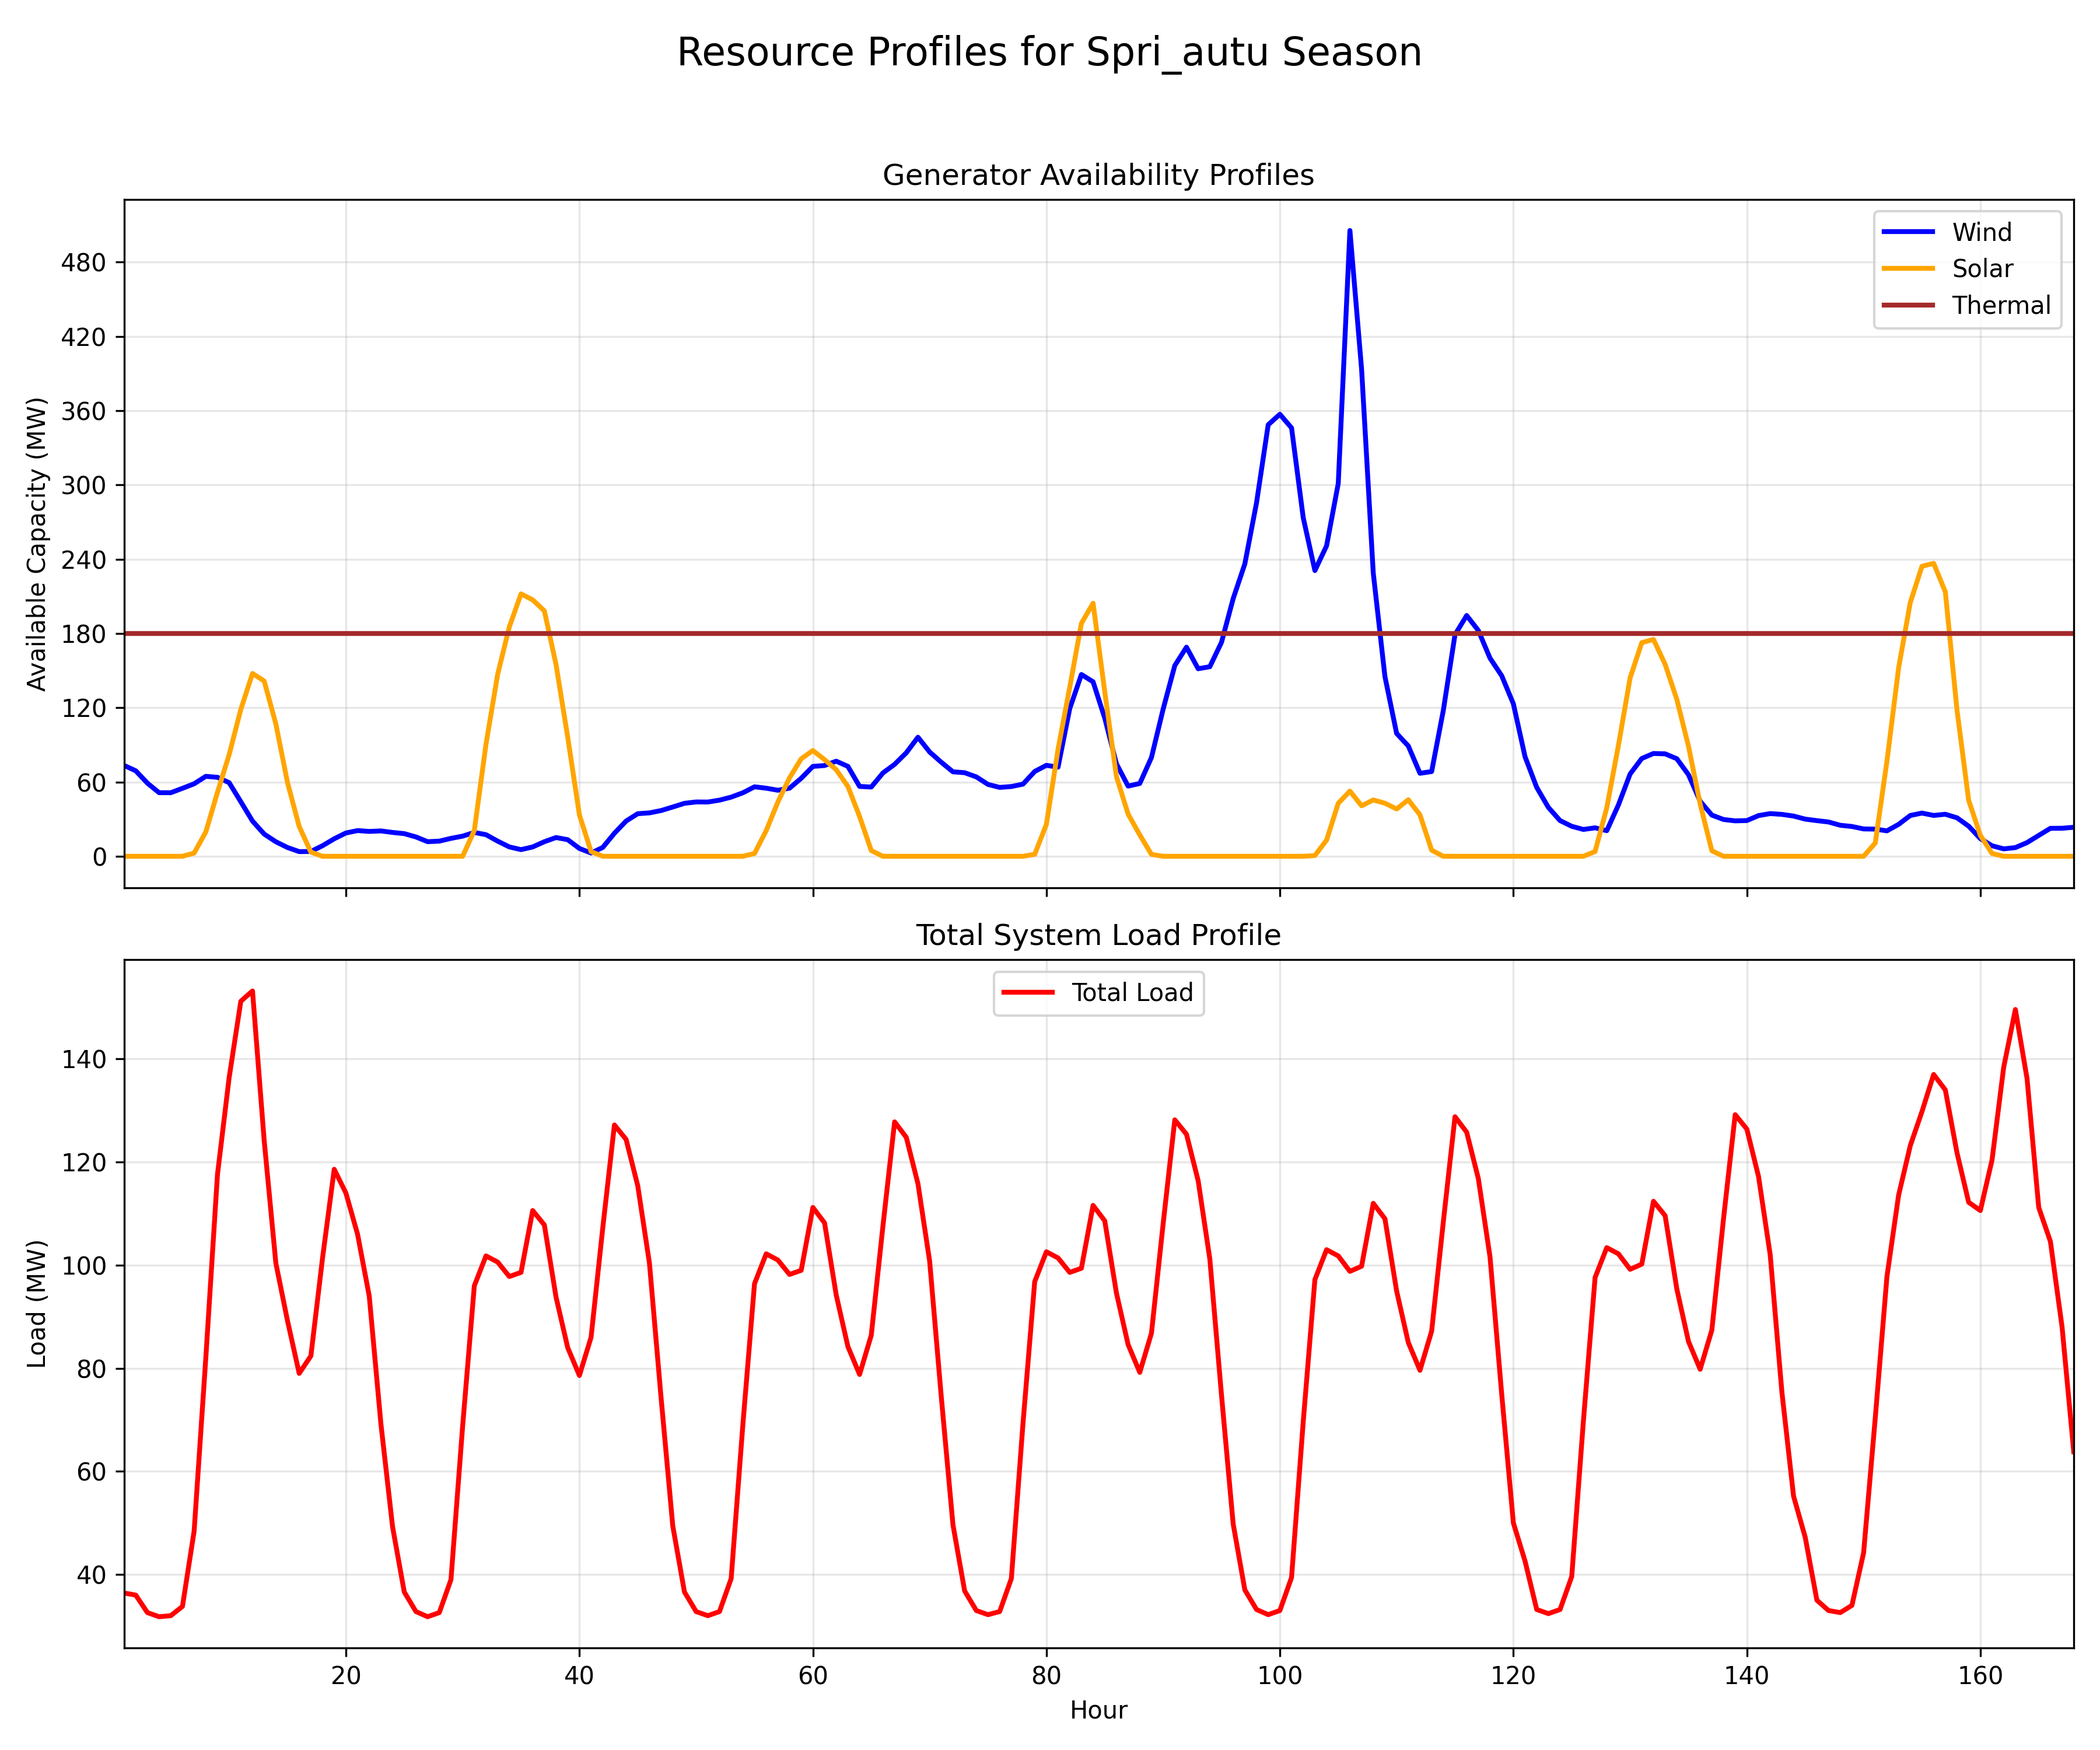 Resource Profiles for Spri_autu Season
Generator Availability Profiles
Available Capacity (MW)
480
420
360
300
240
180
120
60
0
Wind
Solar
Thermal
Total System Load Profile
Load (MW)
140
120
100
80
60
40
Total Load
20 40 60 80 100 120 140 160
Hour